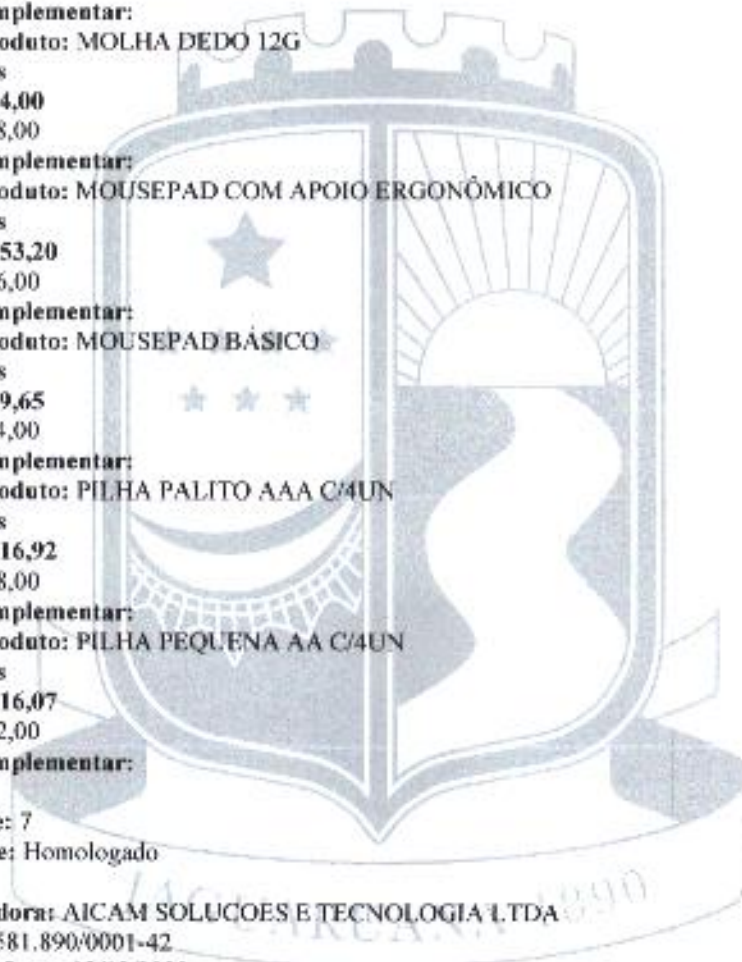 mplementar:
oduto: MOLHA DEDO 12G
s
4,00
8,00
mplementar:
oduto: MOUSEPAD COM APOIO ERGONÔMICO
s
53,20
6,00
mplementar:
oduto: MOUSEPAD BÁSICO
s
9,65
4,00
mplementar:
oduto: PILHA PALITO AAA C/4UN
s
16,92
8,00
mplementar:
oduto: PILHA PEQUENA AA C/4UN
s
16,07
2,00
mplementar:
e: 7
e: Homologado
JAGUARUANA 1890
dora: AICAM SOLUCOES E TECNOLOGIA LTDA
581.890/0001-42